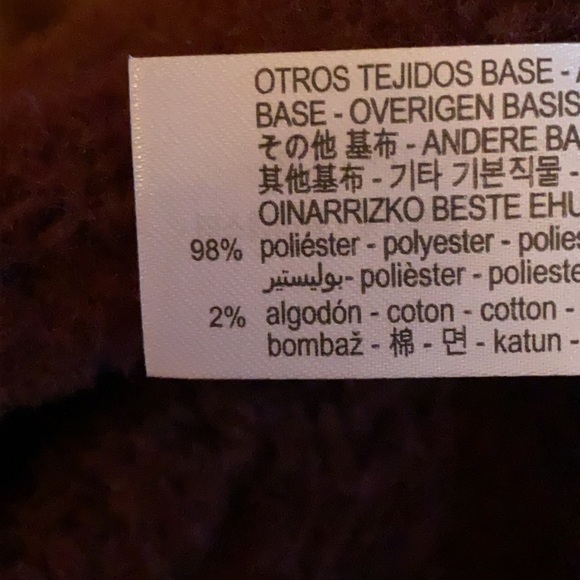 OTROS TEJIDOS BASE -
BASE - OVERIGEN BASIS
その他 基布 - ANDERE BA
其他基布 - 기타 기본직물 -
OINARRIZKO BESTE EHU
98% poliéster - polyester - polies
بوليستير- polièster - polieste
2% algodón - coton - cotton -
bombaž - 棉 - 면 - katun -